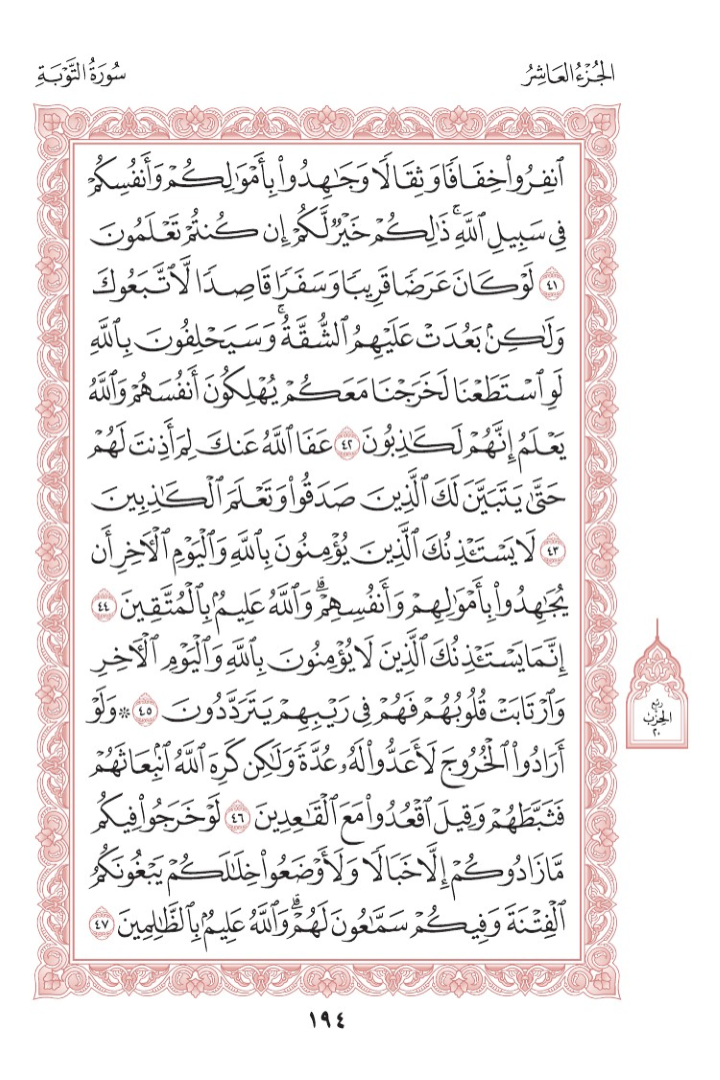 الجُزْءُ العَاشِرُ
سُورَةُ التَّوْبَةِ
ٱنفِرُوا۟ خِفَافًا وَثِقَالًا وَجَـٰهِدُوا۟ بِأَمْوَٰلِكُمْ وَأَنفُسِكُمْ
فِى سَبِيلِ ٱللَّهِ ۚ ذَٰلِكُمْ خَيْرٌ لَّكُمْ إِن كُنتُمْ تَعْلَمُونَ
٤١ لَوْ كَانَ عَرَضًا قَرِيبًا وَسَفَرًا قَاصِدًا لَّٱتَّبَعُوكَ
وَلَـٰكِنۢ بَعُدَتْ عَلَيْهِمُ ٱلشُّقَّةُ ۚ وَسَيَحْلِفُونَ بِٱللَّهِ
لَوِ ٱسْتَطَعْنَا لَخَرَجْنَا مَعَكُمْ يُهْلِكُونَ أَنفُسَهُمْ وَٱللَّهُ
يَعْلَمُ إِنَّهُمْ لَكَـٰذِبُونَ ٤٢ عَفَا ٱللَّهُ عَنكَ لِمَ أَذِنتَ لَهُمْ
حَتَّىٰ يَتَبَيَّنَ لَكَ ٱلَّذِينَ صَدَقُوا۟ وَتَعْلَمَ ٱلْكَـٰذِبِينَ
٤٣ لَا يَسْتَـْٔذِنُكَ ٱلَّذِينَ يُؤْمِنُونَ بِٱللَّهِ وَٱلْيَوْمِ ٱلْـَٔاخِرِ أَن
يُجَـٰهِدُوا۟ بِأَمْوَٰلِهِمْ وَأَنفُسِهِمْ ۗ وَٱللَّهُ عَلِيمٌۢ بِٱلْمُتَّقِينَ ٤٤
إِنَّمَا يَسْتَـْٔذِنُكَ ٱلَّذِينَ لَا يُؤْمِنُونَ بِٱللَّهِ وَٱلْيَوْمِ ٱلْـَٔاخِرِ
وَٱرْتَابَتْ قُلُوبُهُمْ فَهُمْ فِى رَيْبِهِمْ يَتَرَدَّدُونَ ٤٥ * وَلَوْ
أَرَادُوا۟ ٱلْخُرُوجَ لَأَعَدُّوا۟ لَهُۥ عُدَّةً وَلَـٰكِن كَرِهَ ٱللَّهُ ٱنۢبِعَاثَهُمْ
فَثَبَّطَهُمْ وَقِيلَ ٱقْعُدُوا۟ مَعَ ٱلْقَـٰعِدِينَ ٤٦ لَوْ خَرَجُوا۟ فِيكُم
مَّا زَادُوكُمْ إِلَّا خَبَالًا وَلَأَوْضَعُوا۟ خِلَـٰلَكُمْ يَبْغُونَكُمُ
ٱلْفِتْنَةَ وَفِيكُمْ سَمَّـٰعُونَ لَهُمْ ۗ وَٱللَّهُ عَلِيمٌۢ بِٱلظَّـٰلِمِينَ ٤٧
ربع
الحزب
٢٠
١٩٤